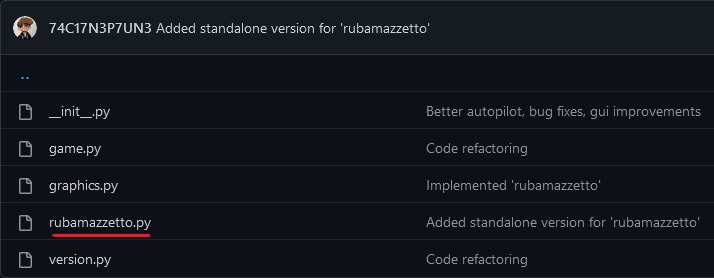 74C17N3P7UN3 Added standalone version for 'rubamazzetto'
..
__init__.py Better autopilot, bug fixes, gui improvements
game.py Code refactoring
graphics.py Implemented 'rubamazzetto'
rubamazzetto.py Added standalone version for 'rubamazzetto'
version.py Code refactoring